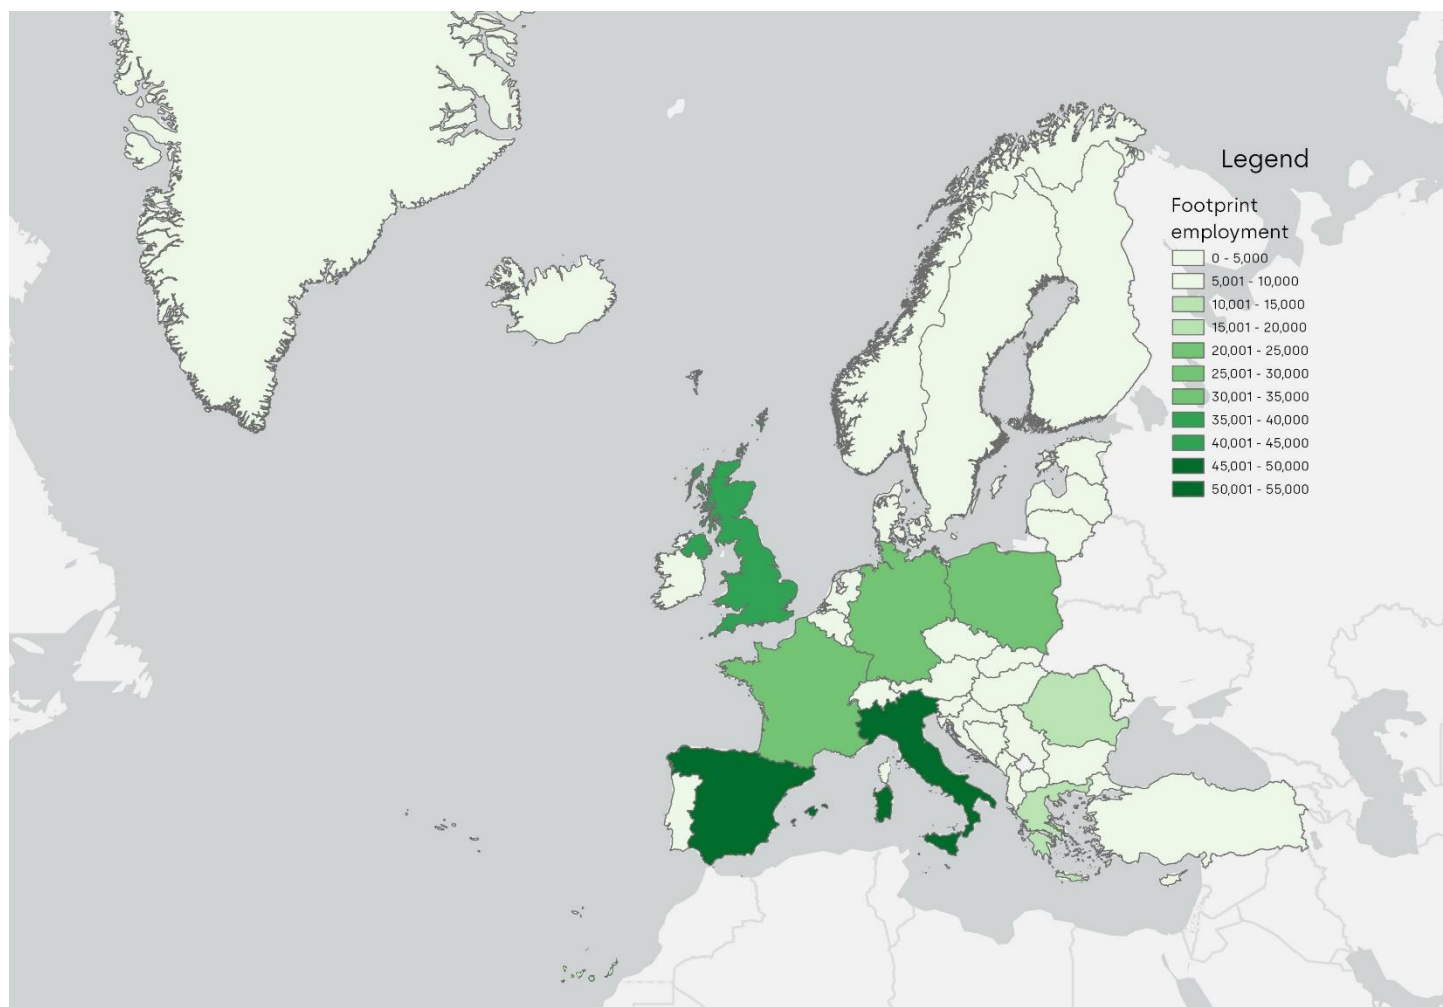 Legend
Footprint
employment
0 - 5,000
5,001 - 10,000
10,001 - 15,000
15,001 - 20,000
20,001 - 25,000
25,001 - 30,000
30,001 - 35,000
35,001 - 40,000
40,001 - 45,000
45,001 - 50,000
50,001 - 55,000